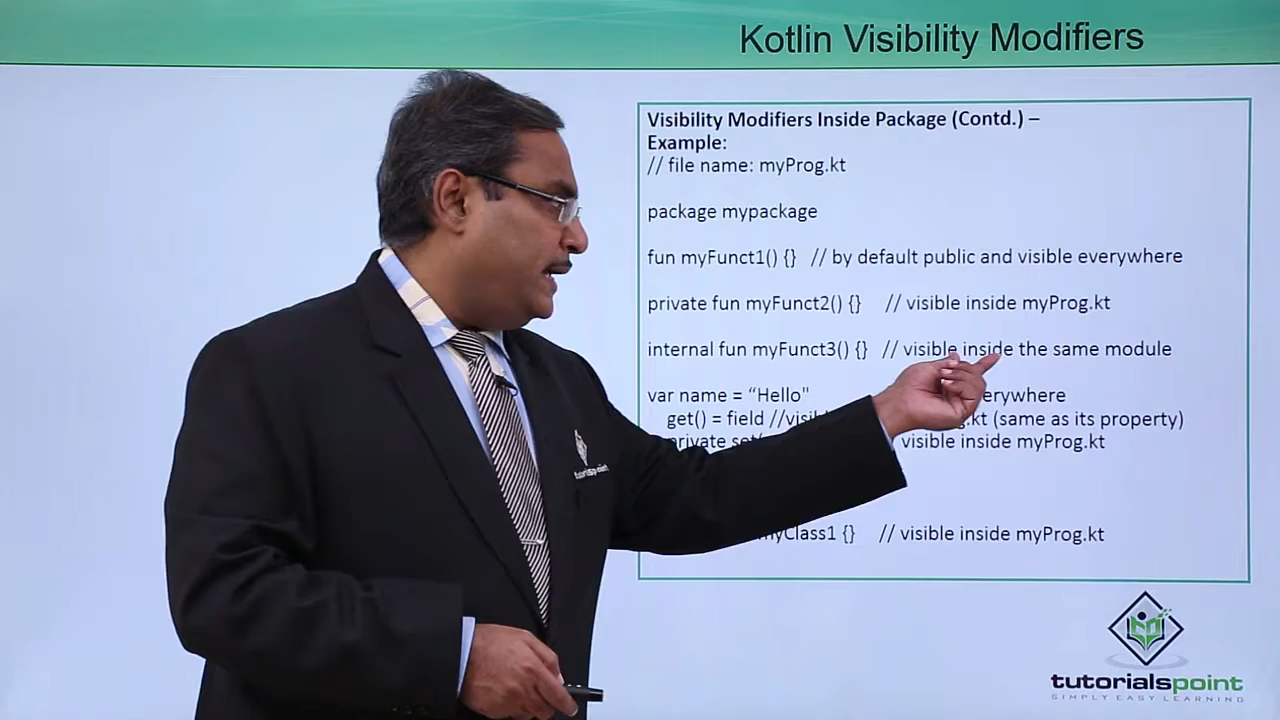 Kotlin Visibility Modifiers
Visibility Modifiers Inside Package (Contd.) –
Example:
// file name: myProg.kt
package mypackage
fun myFunct1() {} // by default public and visible everywhere
private fun myFunct2() {} // visible inside myProg.kt
internal fun myFunct3() {} // visible inside the same module
var name = “Hello"
get() = field (same as its property)
private visible inside myProg.kt
{} // visible inside myProg.kt
tutorialspoint
tutorialspoint
SIMPLY EASY LEARNING